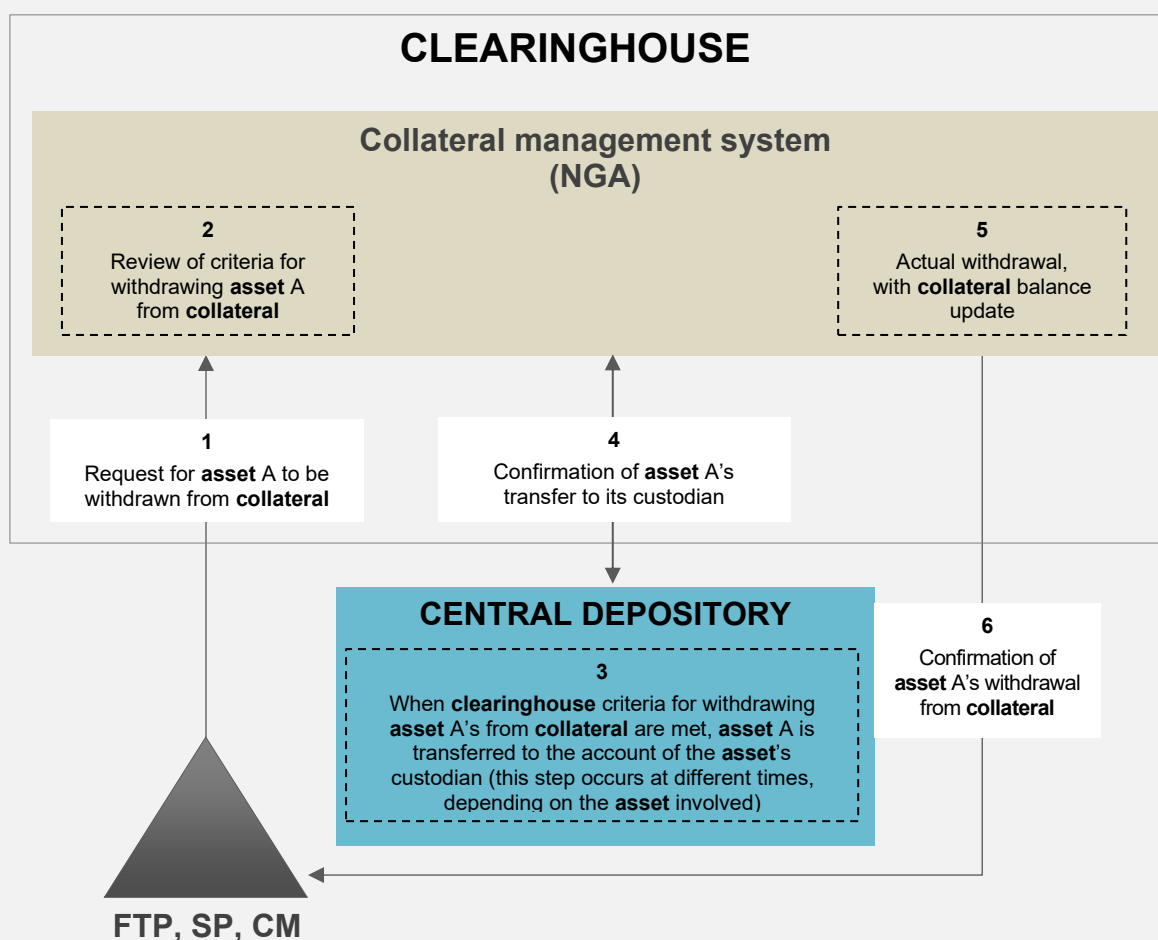 CLEARINGHOUSE
Collateral management system
(NGA)
2
Review of criteria for
withdrawing asset A
from collateral
5
Actual withdrawal,
with collateral balance
update
1
Request for asset A to be
withdrawn from collateral
4
Confirmation of asset A’s
transfer to its custodian
CENTRAL DEPOSITORY
3
When clearinghouse criteria for withdrawing
asset A’s from collateral are met, asset A is
transferred to the account of the asset’s
custodian (this step occurs at different times,
depending on the asset involved)
6
Confirmation of
asset A’s withdrawal
from collateral
FTP, SP, CM